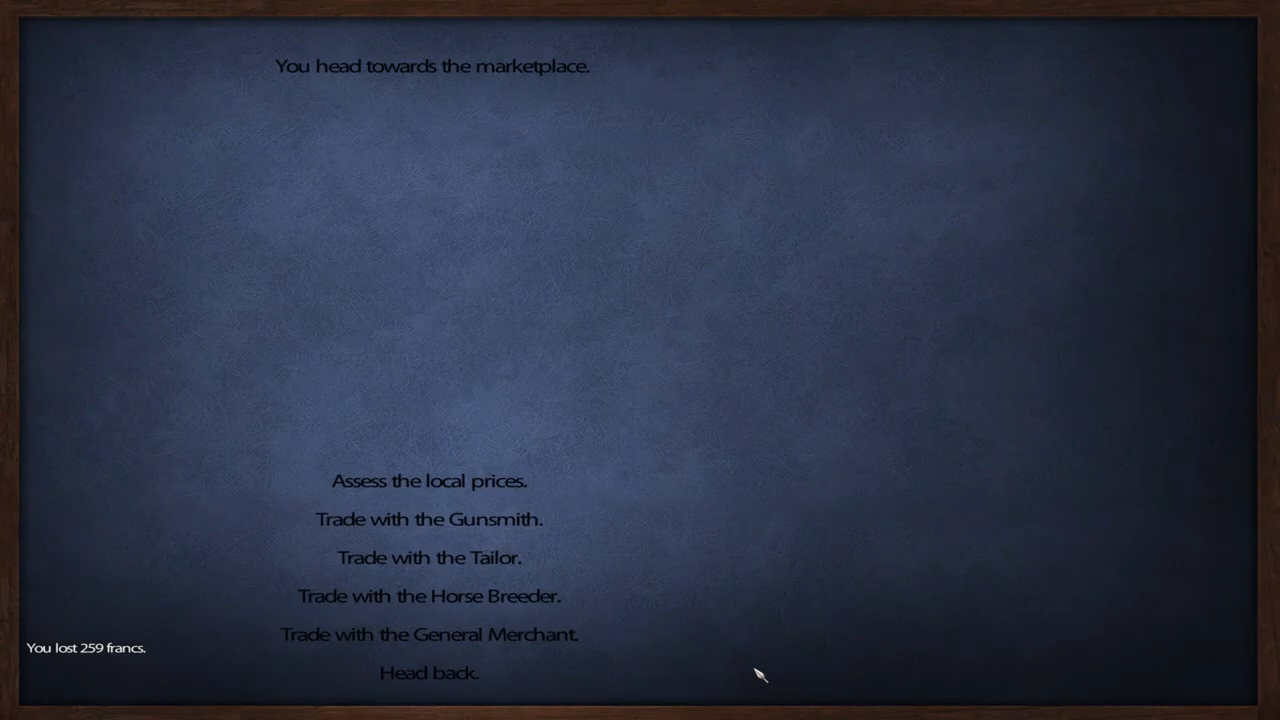 You head towards the marketplace.
Assess the local prices.
Trade with the Gunsmith.
Trade with the Tailor.
Trade with the Horse Breeder.
Trade with the General Merchant.
You lost 259 francs.
Head back.